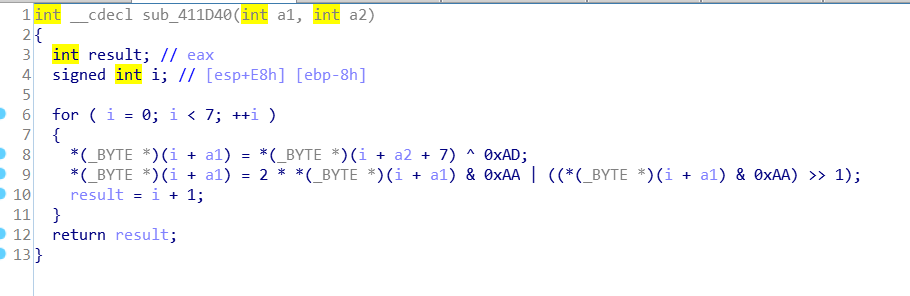 1 int __cdecl sub_411D40(int a1, int a2)
2 {
3 int result; // eax
4 signed int i; // [esp+E8h] [ebp-8h]
5
6 for ( i = 0; i < 7; ++i )
7 {
8 *(_BYTE *)(i + a1) = *(_BYTE *)(i + a2 + 7) ^ 0xAD;
9 *(_BYTE *)(i + a1) = 2 * *(_BYTE *)(i + a1) & 0xAA | ((*(_BYTE *)(i + a1) & 0xAA) >> 1);
10 result = i + 1;
11 }
12 return result;
13 }